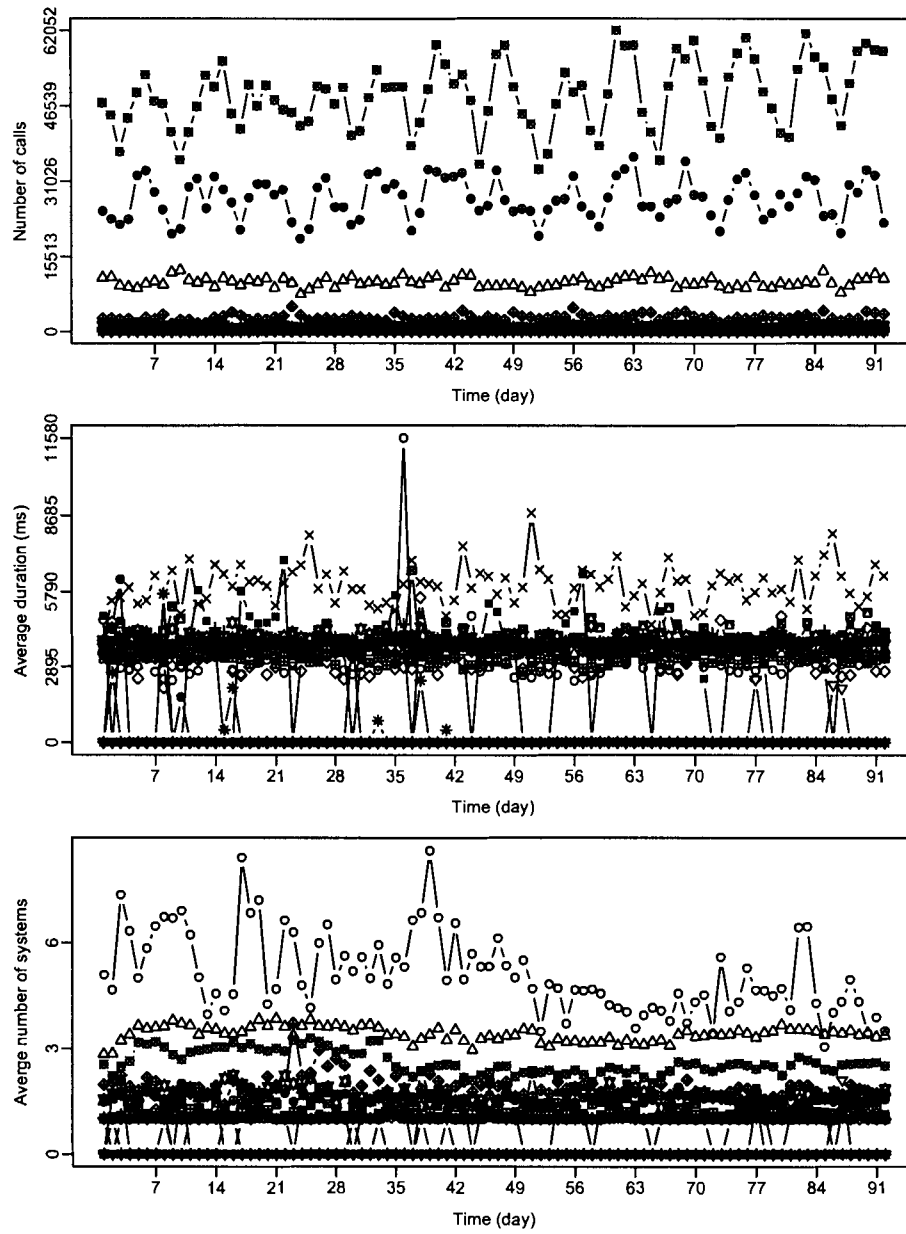 Number of calls
62052
46539
31026
15513
0
7 14 21 28 35 42 49 56 63 70 77 84 91
Time (day)
Average duration (ms)
11580
8685
5790
2895
0
7 14 21 28 35 42 49 56 63 70 77 84 91
Time (day)
Averge number of systems
6
3
0
7 14 21 28 35 42 49 56 63 70 77 84 91
Time (day)